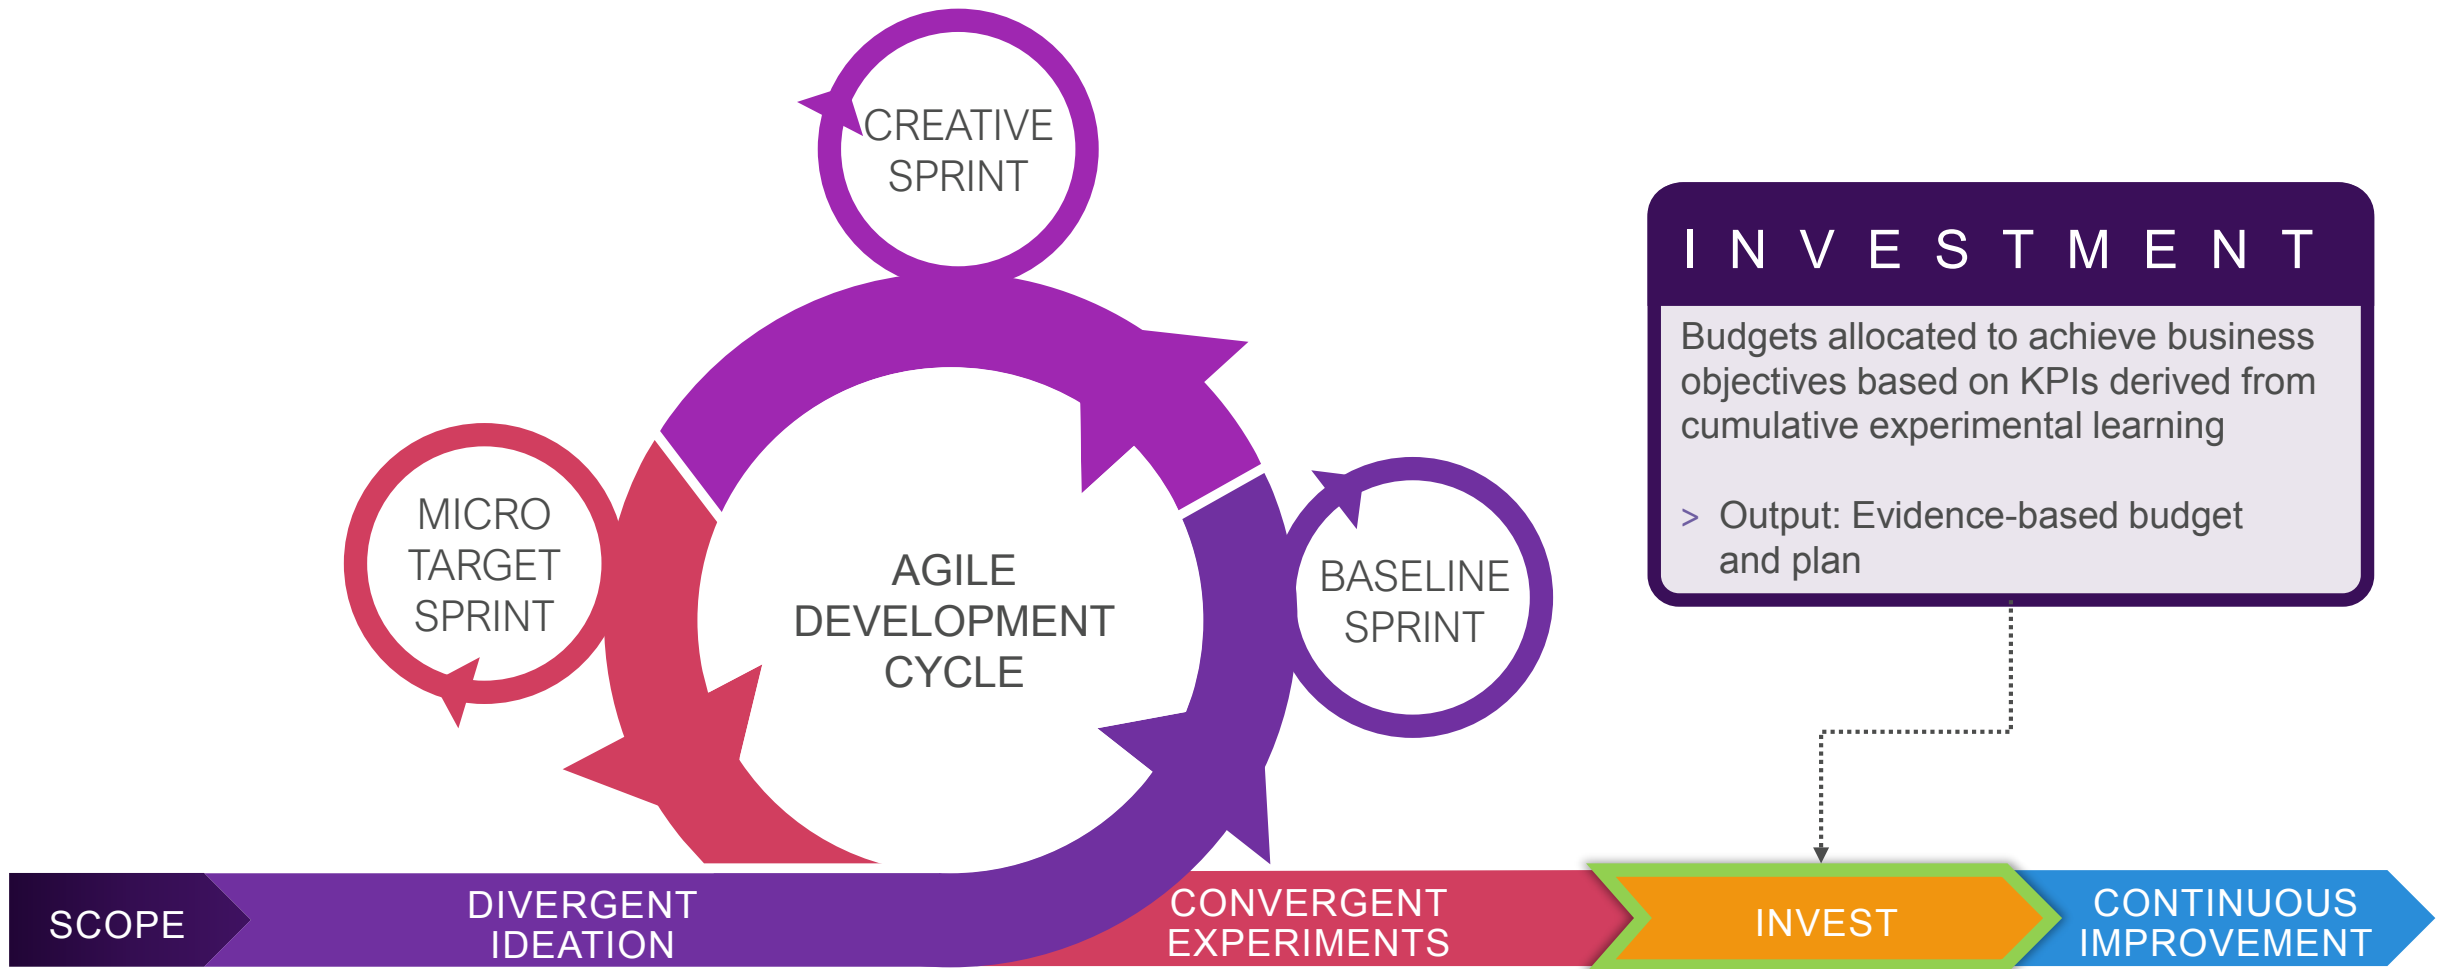 CREATIVE
SPRINT
I N V E S T M E N T
Budgets allocated to achieve business
objectives based on KPIs derived from
cumulative experimental learning
> Output: Evidence-based budget
and plan
MICRO
TARGET
SPRINT
AGILE
DEVELOPMENT
CYCLE
BASELINE
SPRINT
SCOPE
DIVERGENT
IDEATION
CONVERGENT
EXPERIMENTS
INVEST
CONTINUOUS
IMPROVEMENT